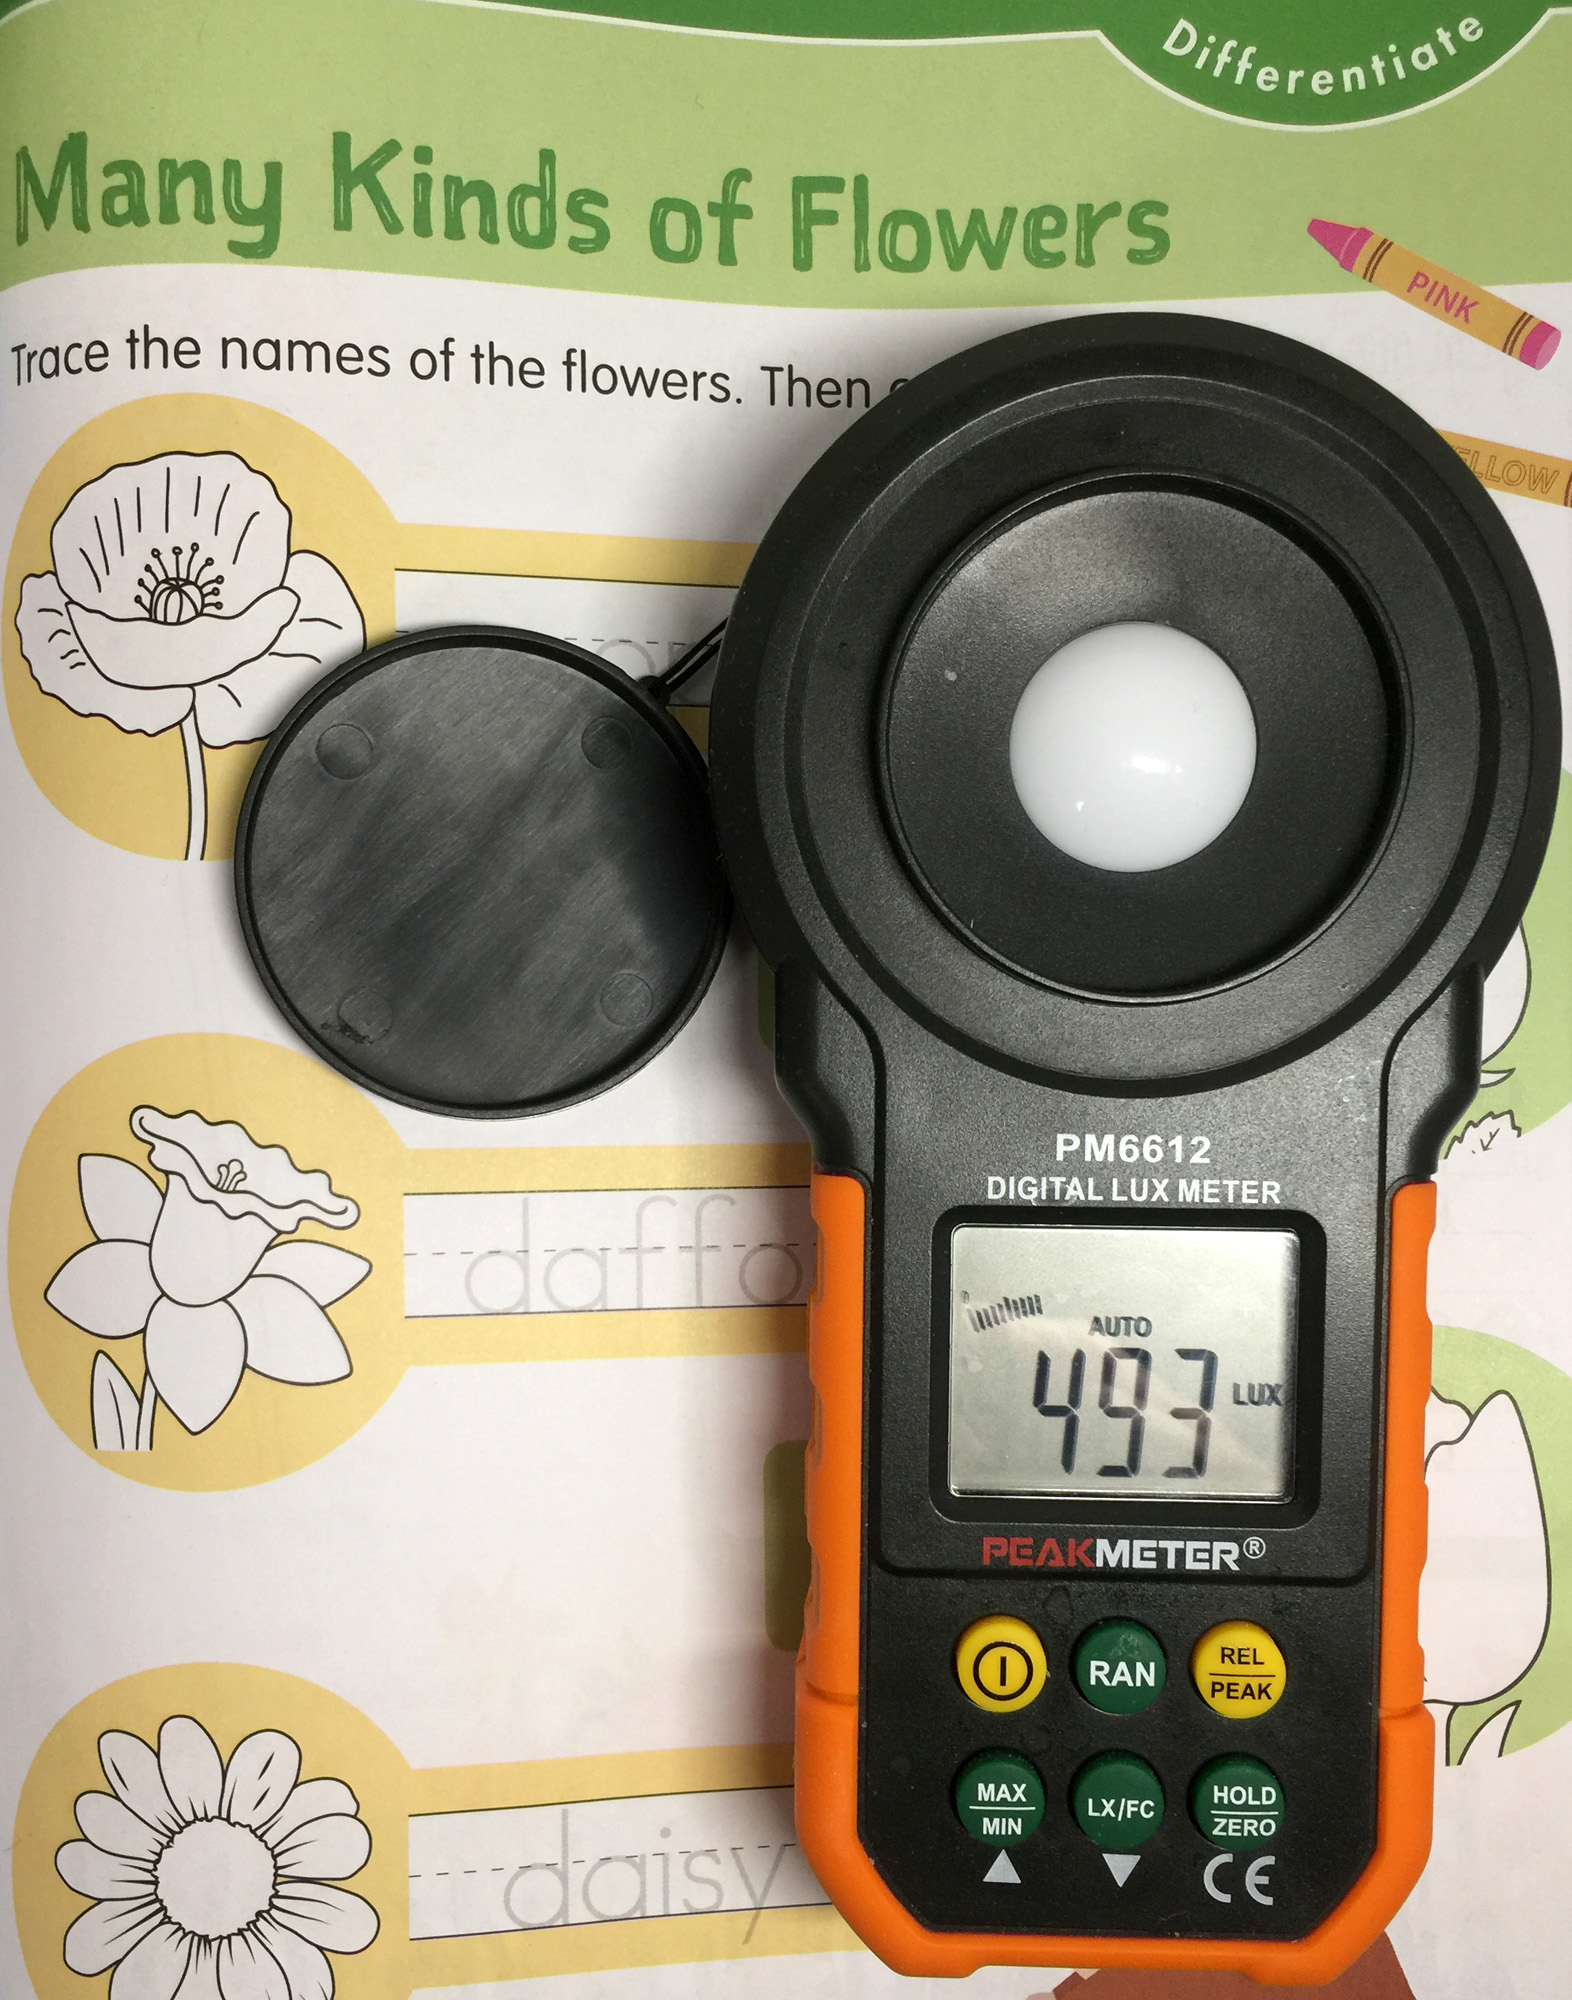 Differentiate
Many Kinds of Flowers
PINK
Trace the names of the flowers. Then
daisy
PM6612
DIGITAL LUX METER
AUTO
493 LUX
PEAKMETER®
RAN
REL
PEAK
MAX
MIN
LX/FC
HOLD
ZERO
CE